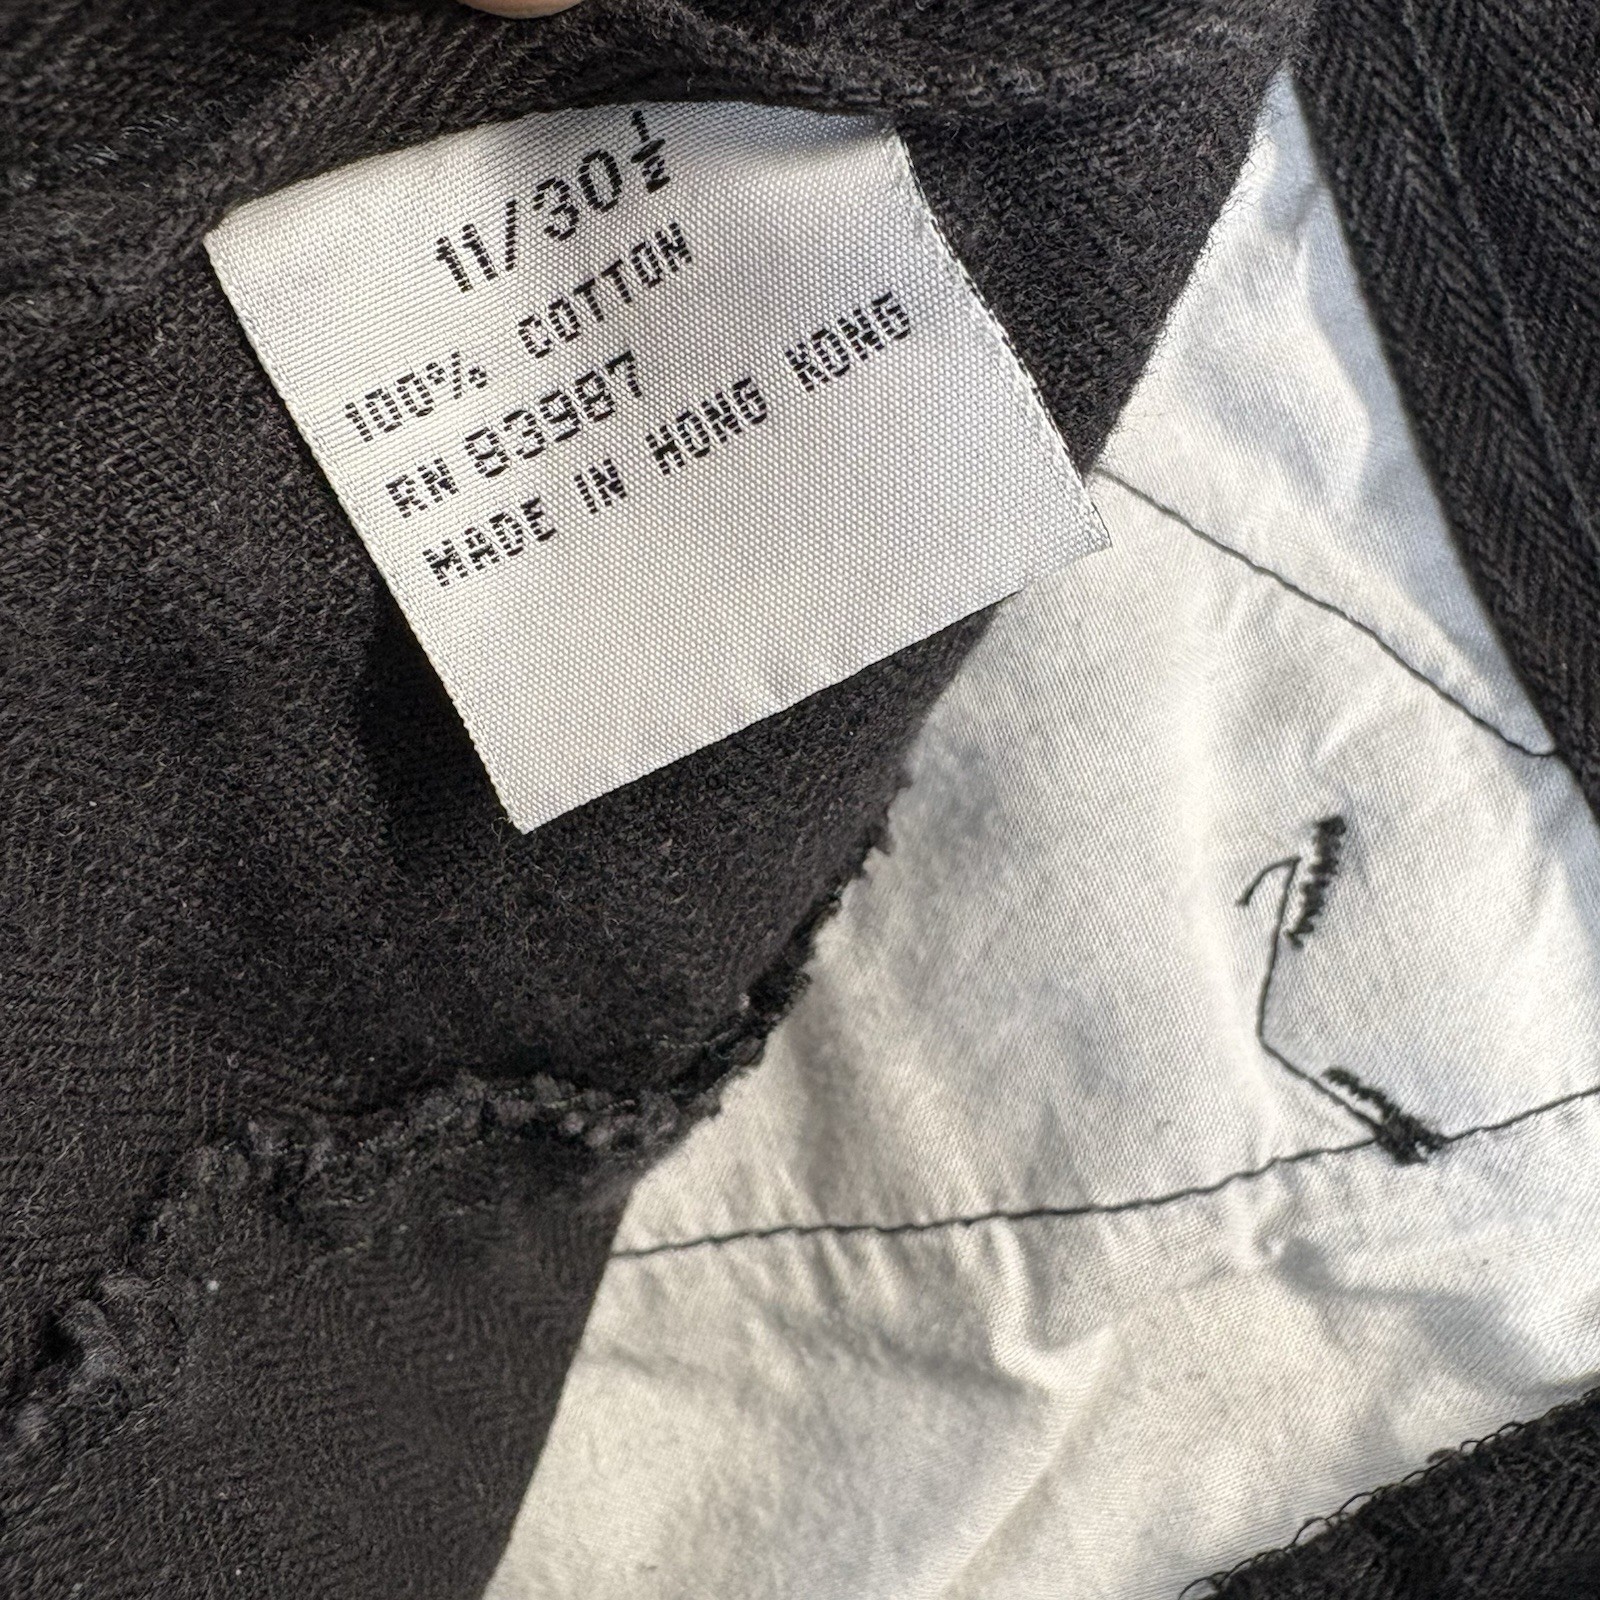 11/30½
100% COTTON
RN 83987
MADE IN HONG KONG